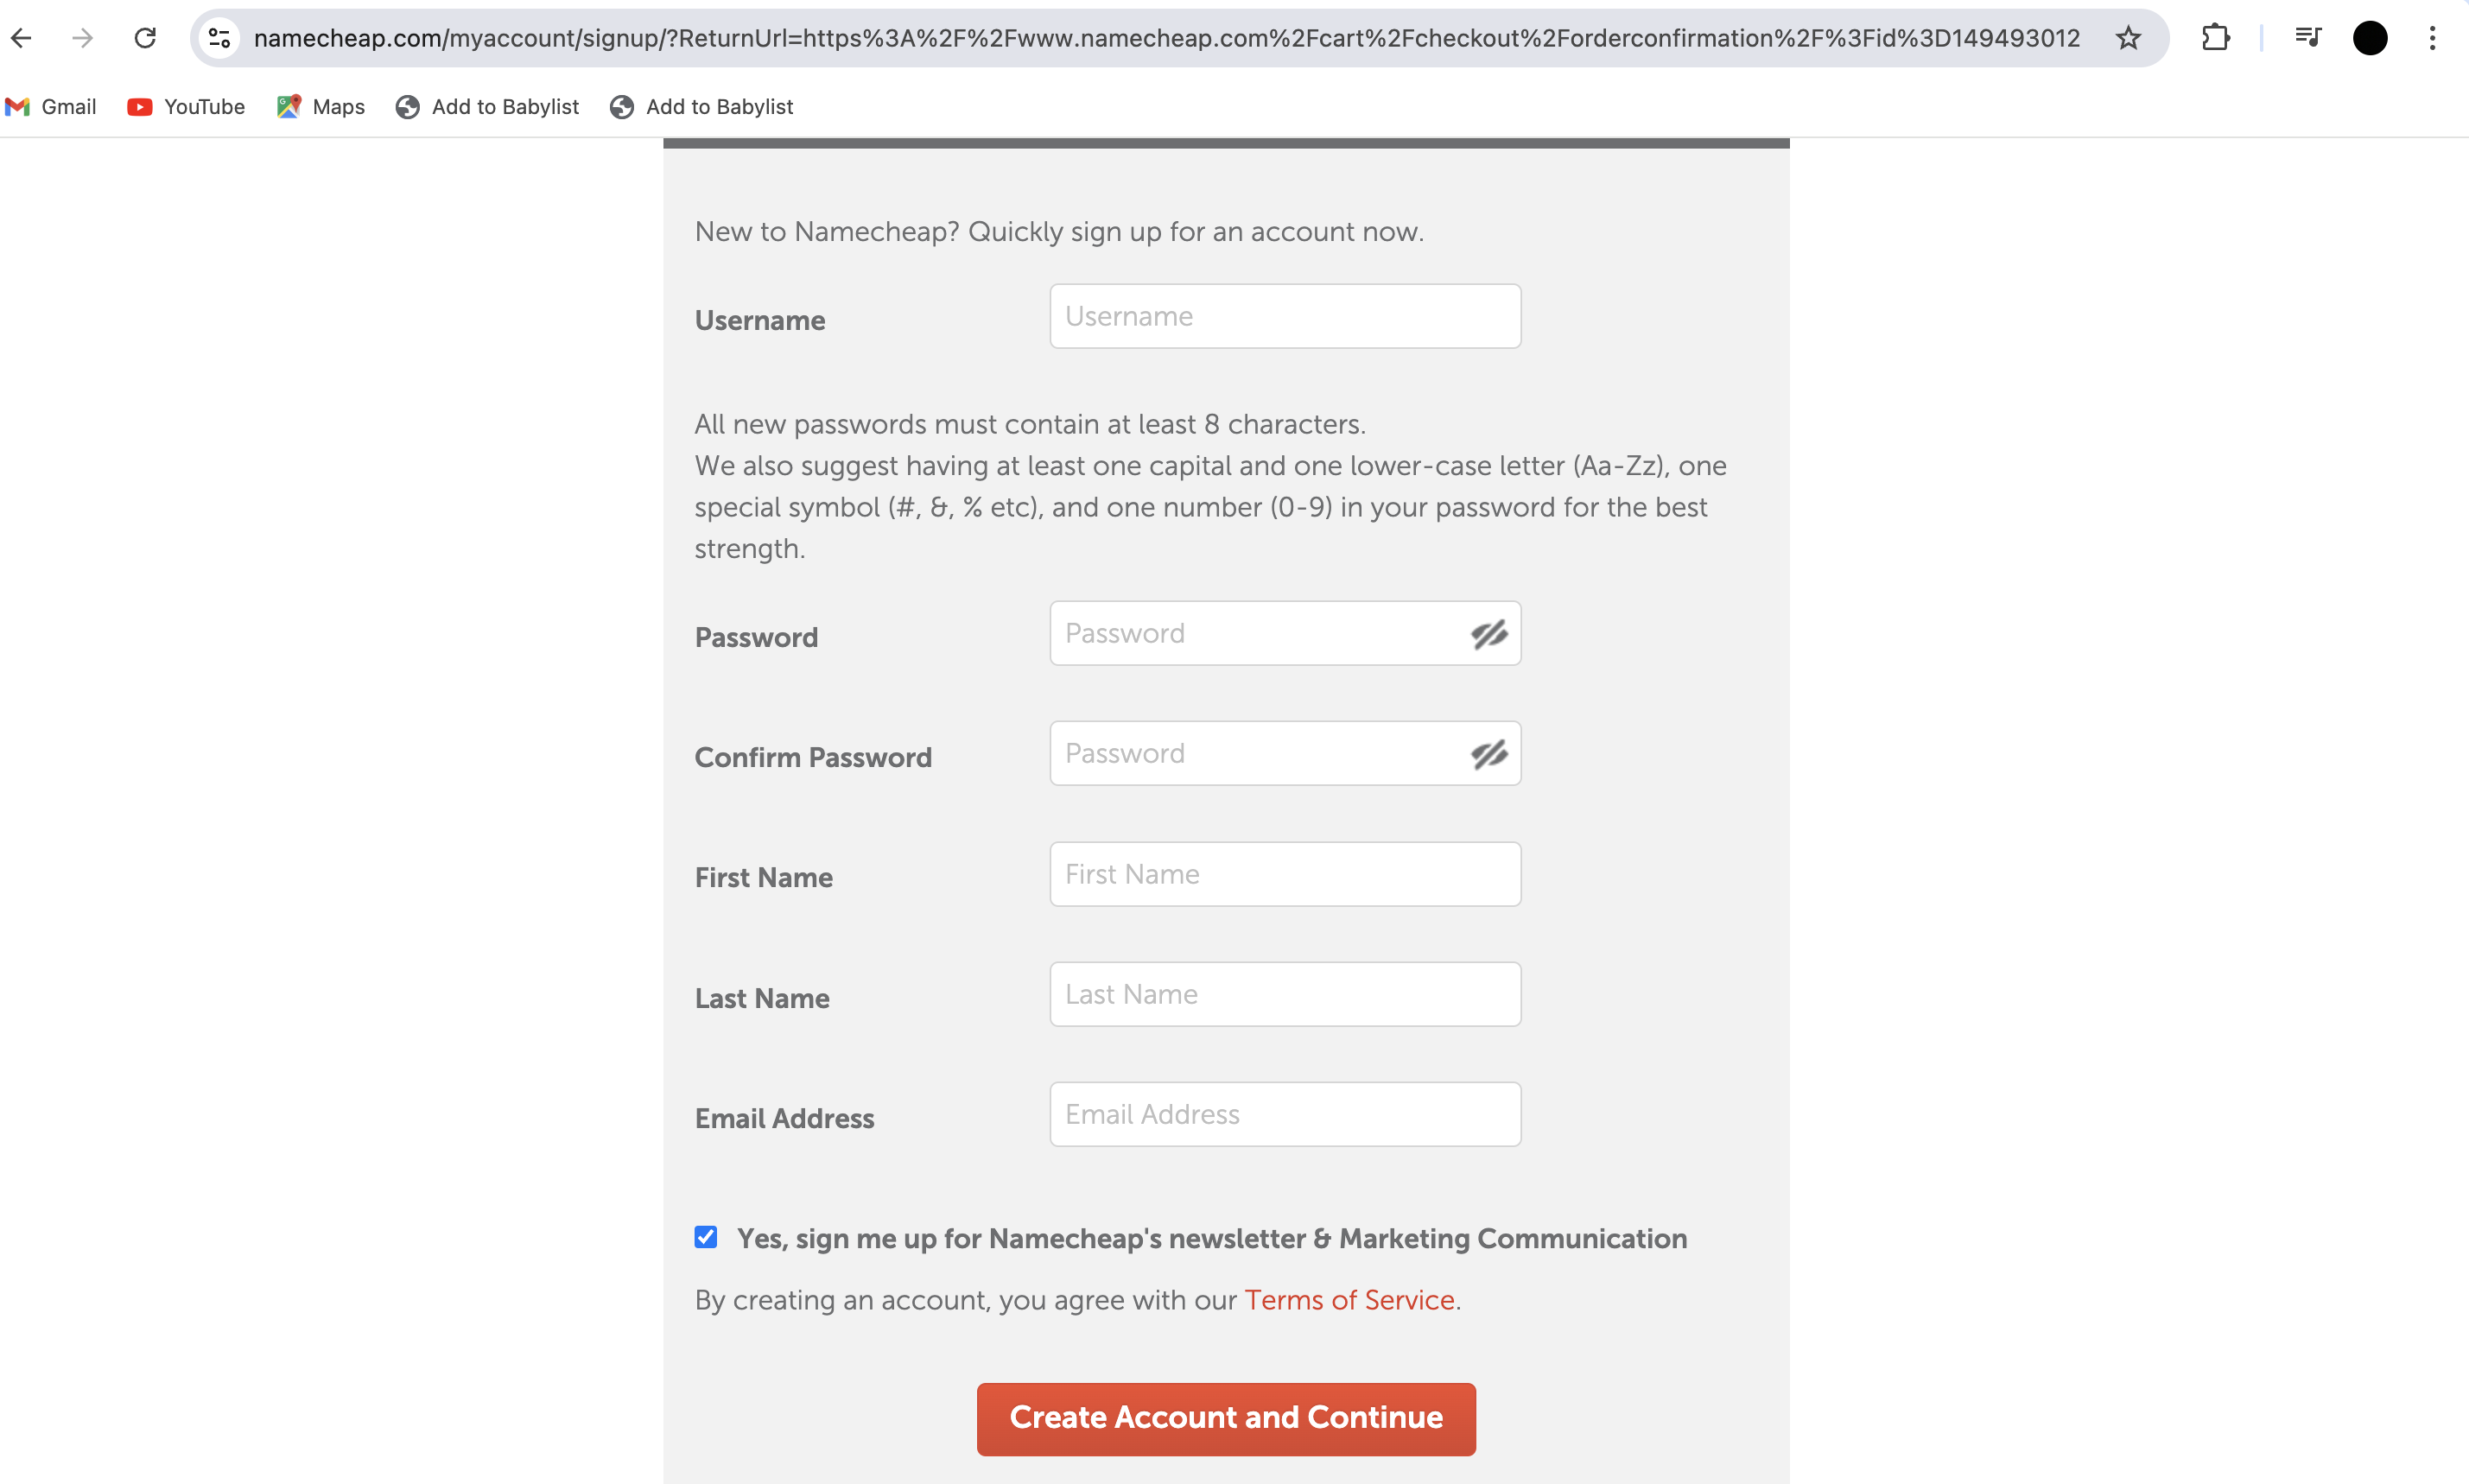 namecheap.com/myaccount/signup/?ReturnUrl=https%3A%2F%2Fwww.namecheap.com%2Fcart%2Fcheckout%2Forderconfirmation%2F%3Fid%3D149493012
Gmail YouTube Maps Add to Babylist Add to Babylist
New to Namecheap? Quickly sign up for an account now.
Username Username
All new passwords must contain at least 8 characters.
We also suggest having at least one capital and one lower-case letter (Aa-Zz), one
special symbol (#, &, % etc), and one number (0-9) in your password for the best
strength.
Password Password
Confirm Password Password
First Name First Name
Last Name Last Name
Email Address Email Address
Yes, sign me up for Namecheap's newsletter & Marketing Communication
By creating an account, you agree with our Terms of Service.
Create Account and Continue